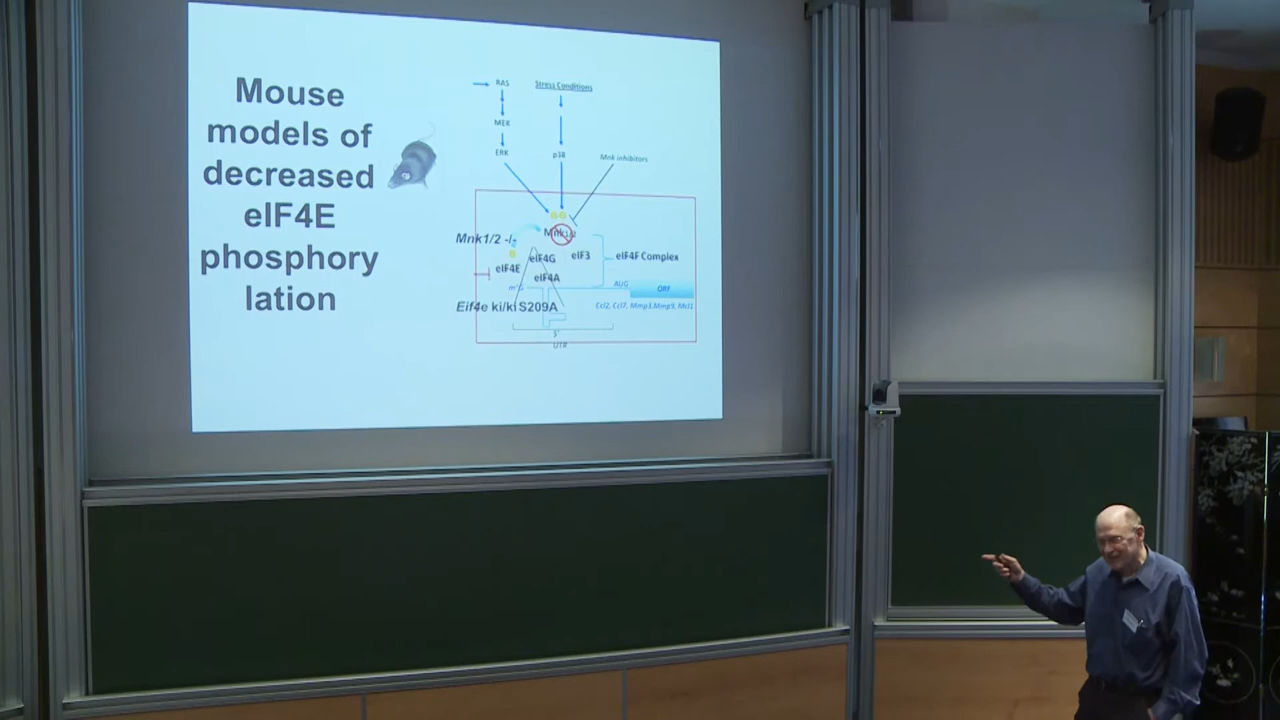 Mouse
models of
decreased
eIF4E
phosphory
lation
RAS
Stress Conditions
MEK
ERK
p38
Mnk inhibitors
Mnk1/2
Mnk1/2 -/-
eIF4G
eIF3
eIF4F Complex
eIF4E
eIF4A
AUG
ORF
Eif4e ki/ki S209A
Ccl2, Ccl7, Mmp3,Mmp9, Mcl1
5'
UTR